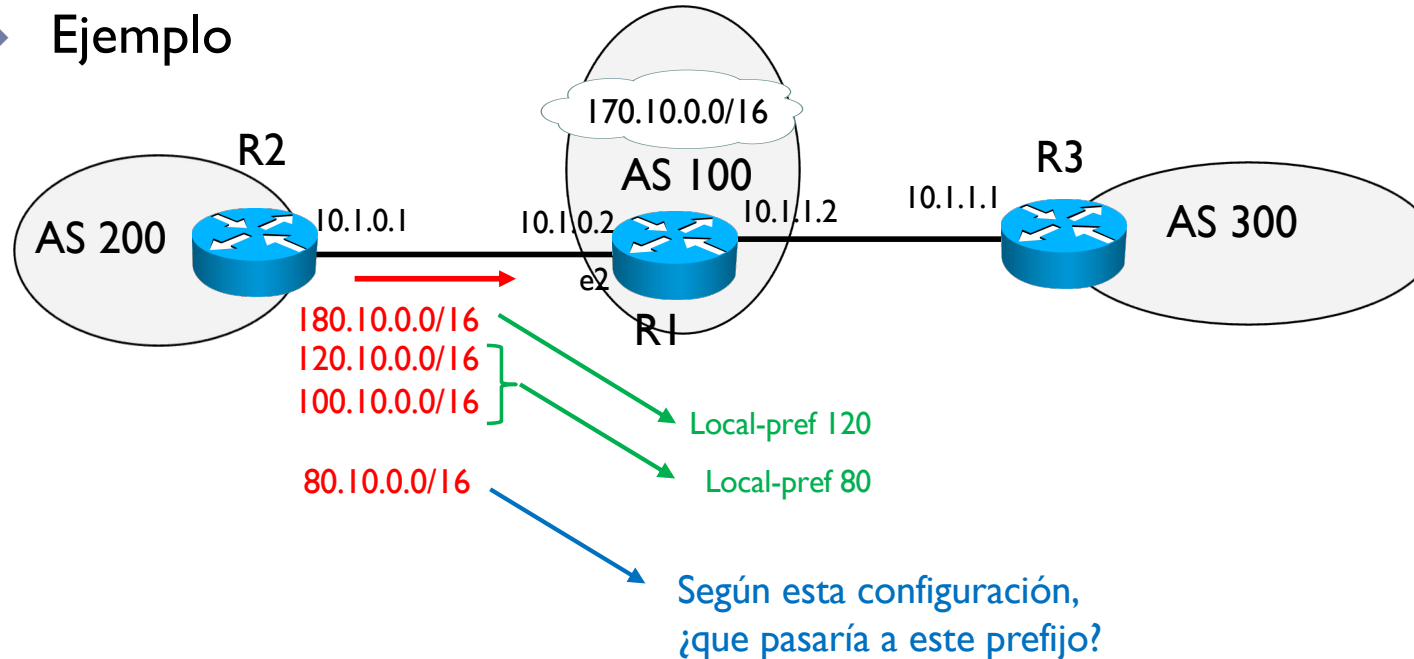 Ejemplo
170.10.0.0/16
R2
AS 100
R3
AS 200
10.1.0.1
10.1.0.2
10.1.1.2
10.1.1.1
AS 300
e2
R1
180.10.0.0/16
120.10.0.0/16
100.10.0.0/16
Local-pref 120
80.10.0.0/16
Local-pref 80
Según esta configuración,
¿que pasaría a este prefijo?